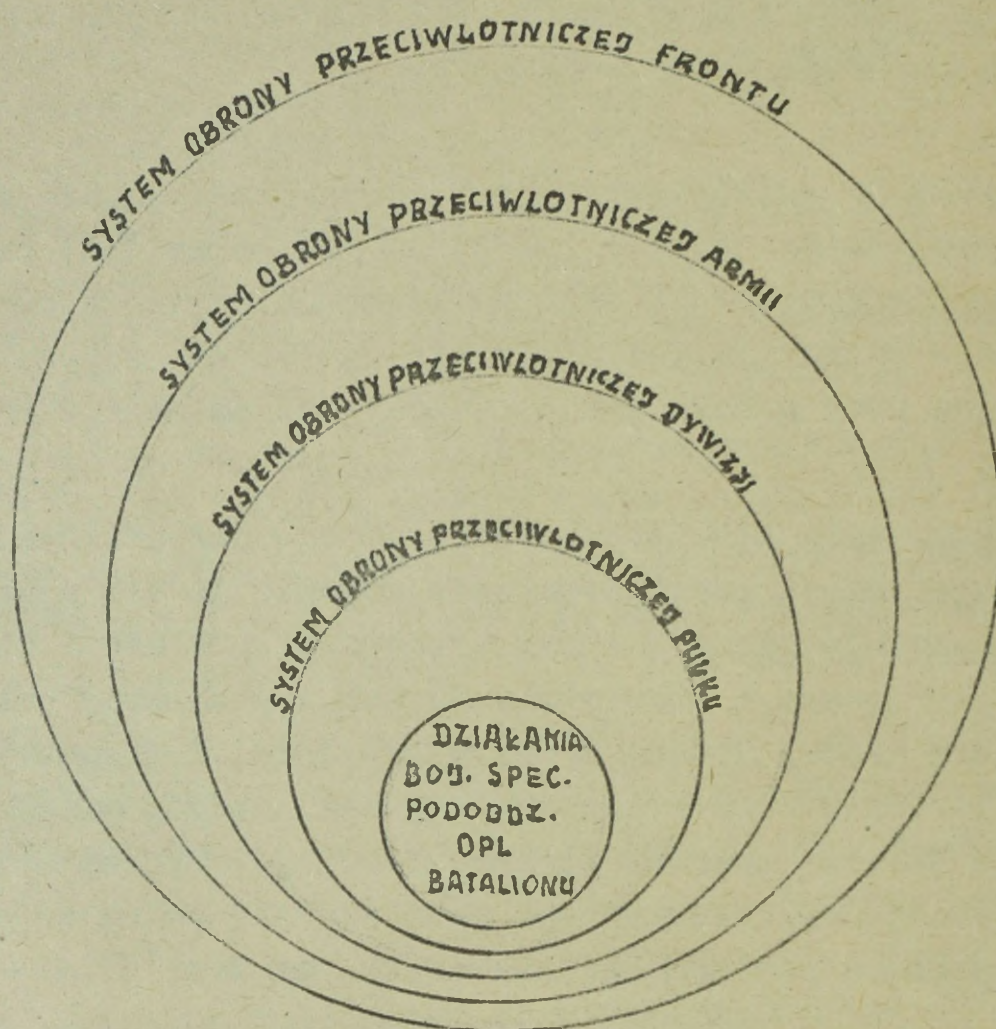 SYSTEM OBRONY PRZECIWLOTNICZEJ FRONTU
SYSTEM OBRONY PRZECIWLOTNICZEJ ARMII
SYSTEM OBRONY PRZECIWLOTNICZEJ DYWIZJI
SYSTEM OBRONY PRZECIWLOTNICZEJ PUŁKU
DZIAŁANIA
BOJ. SPEC.
PODODDZ.
OPL
BATALIONU